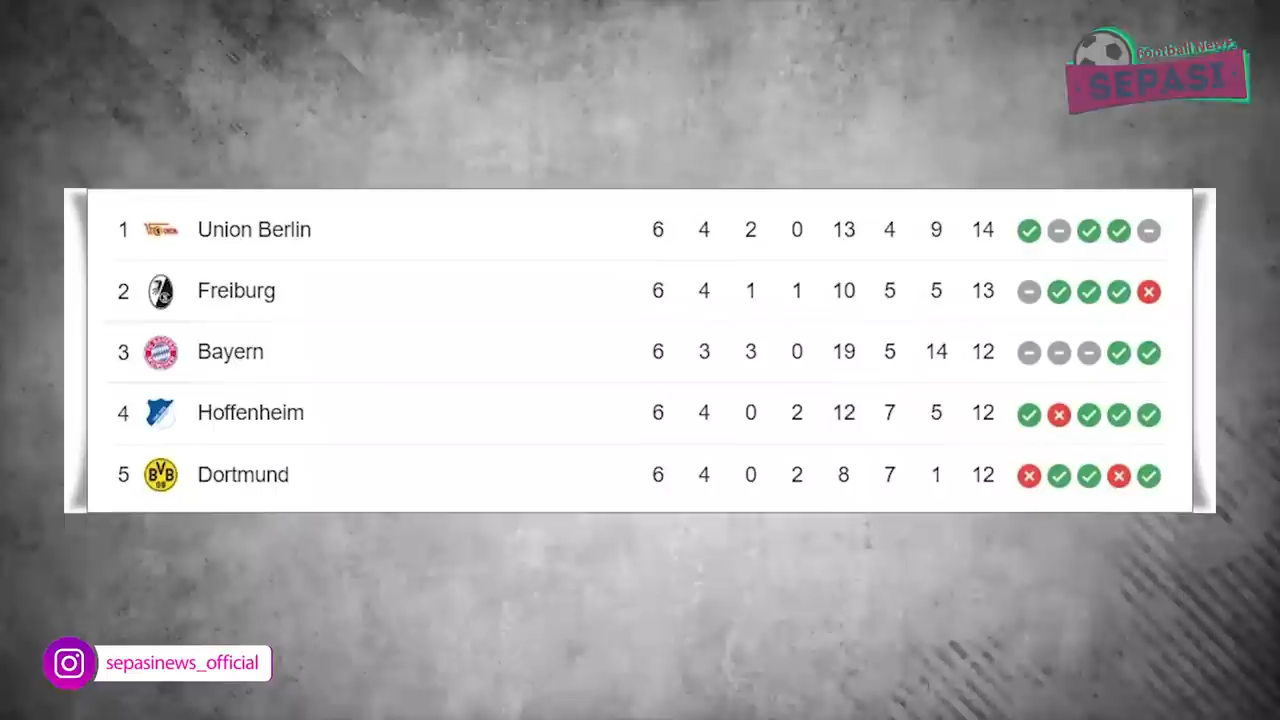 Football News
SEPASI
1 Union Berlin 6 4 2 0 13 4 9 14
2 Freiburg 6 4 1 1 10 5 5 13
3 Bayern 6 3 3 0 19 5 14 12
4 Hoffenheim 6 4 0 2 12 7 5 12
5 BVB 09 Dortmund 6 4 0 2 8 7 1 12
sepasinews_official